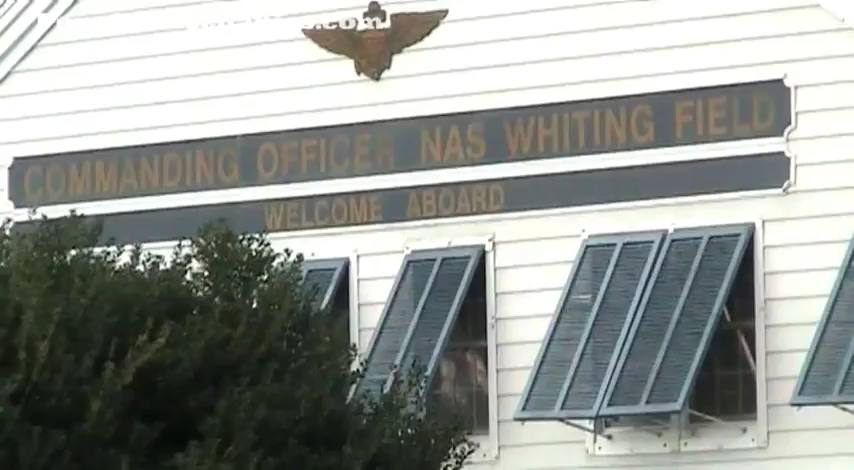 COMMANDING OFFICER NAS WHITING FIELD
WELCOME ABOARD